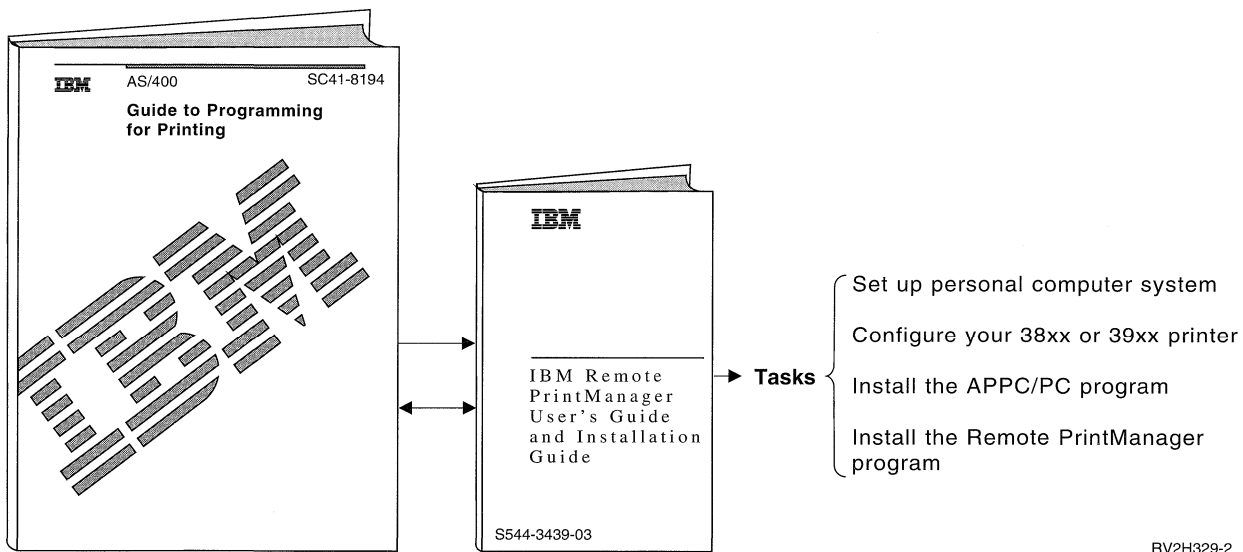 IBM AS/400 SC41-8194
Guide to Programming
for Printing
IBM
IBM
IBM Remote
PrintManager
User's Guide
and Installation
Guide
S544-3439-03
Tasks
Set up personal computer system
Configure your 38xx or 39xx printer
Install the APPC/PC program
Install the Remote PrintManager
program
RV2H329-2